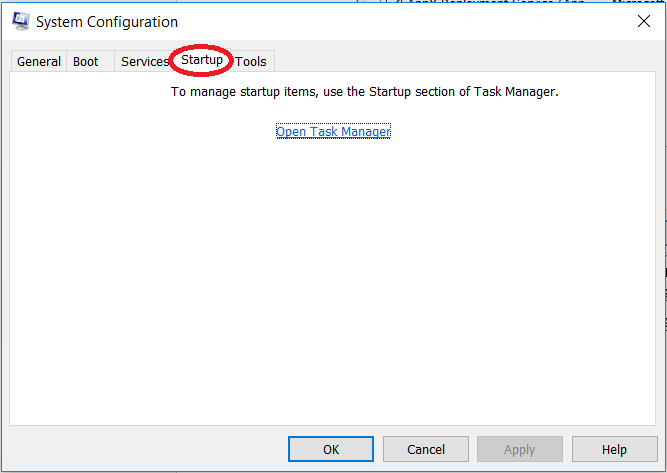 System Configuration
General Boot Services Startup Tools
To manage startup items, use the Startup section of Task Manager.
Open Task Manager
OK Cancel Apply Help